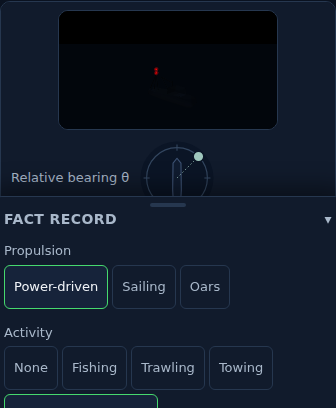 Relative bearing θ
FACT RECORD ▼
Propulsion
Power-driven Sailing Oars
Activity
None Fishing Trawling Towing